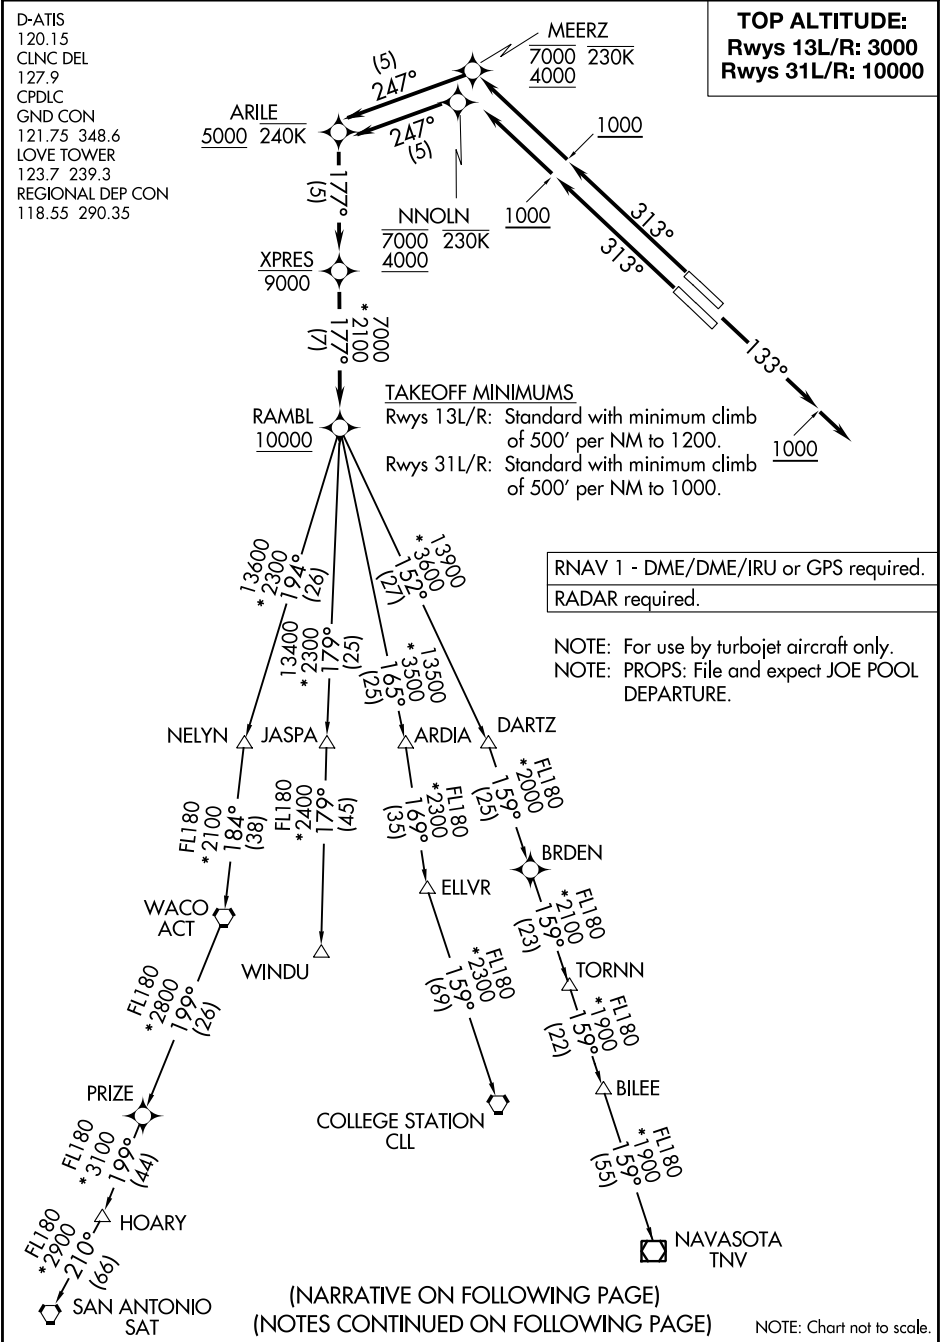 D-ATIS
120.15
CLNC DEL
127.9
CPDLC
GND CON
121.75 348.6
LOVE TOWER
123.7 239.3
REGIONAL DEP CON
118.55 290.35
TOP ALTITUDE:
Rwys 13L/R: 3000
Rwys 31L/R: 10000
MEERZ
7000 230K
4000
(5)
247°
ARILE
5000 240K
247°
(5)
1000
NNOLN
7000 230K
4000
1000
313°
313°
177°
(5)
XPRES
9000
7000
*2100
177°
(7)
133°
1000
RAMBL
10000
TAKEOFF MINIMUMS
Rwys 13L/R: Standard with minimum climb
of 500' per NM to 1200.
Rwys 31L/R: Standard with minimum climb
of 500' per NM to 1000.
RNAV 1 - DME/DME/IRU or GPS required.
RADAR required.
NOTE: For use by turbojet aircraft only.
NOTE: PROPS: File and expect JOE POOL
DEPARTURE.
13600
*2300
194°
(26)
13400
*2300
179°
(25)
13500
*3500
165°
(25)
13900
*3600
152°
(27)
NELYN
JASPA
ARDIA
DARTZ
FL180
*2100
184°
(38)
FL180
*2400
179°
(45)
FL180
*2300
169°
(35)
FL180
*2000
159°
(25)
BRDEN
ELLVR
WACO
ACT
WINDU
FL180
*2100
159°
(23)
TORNN
FL180
*2800
199°
(26)
FL180
*2300
159°
(69)
FL180
*1900
159°
(22)
BILEE
PRIZE
COLLEGE STATION
CLL
FL180
*3100
199°
(44)
FL180
*1900
159°
(55)
HOARY
NAVASOTA
TNV
FL180
*2900
210°
(66)
SAN ANTONIO
SAT
(NARRATIVE ON FOLLOWING PAGE)
(NOTES CONTINUED ON FOLLOWING PAGE)
NOTE: Chart not to scale.